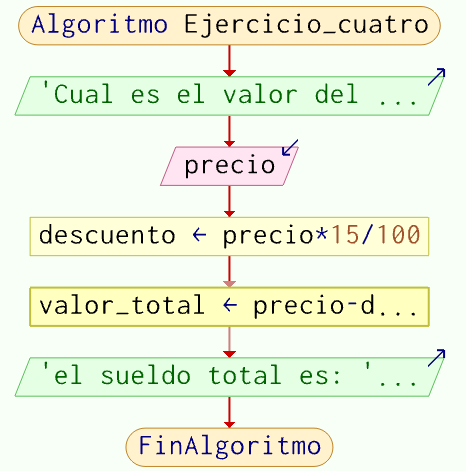 Algoritmo Ejercicio_cuatro
'Cual es el valor del ...
precio
descuento ← precio*15/100
valor_total ← precio-d...
'el sueldo total es: '...
FinAlgoritmo